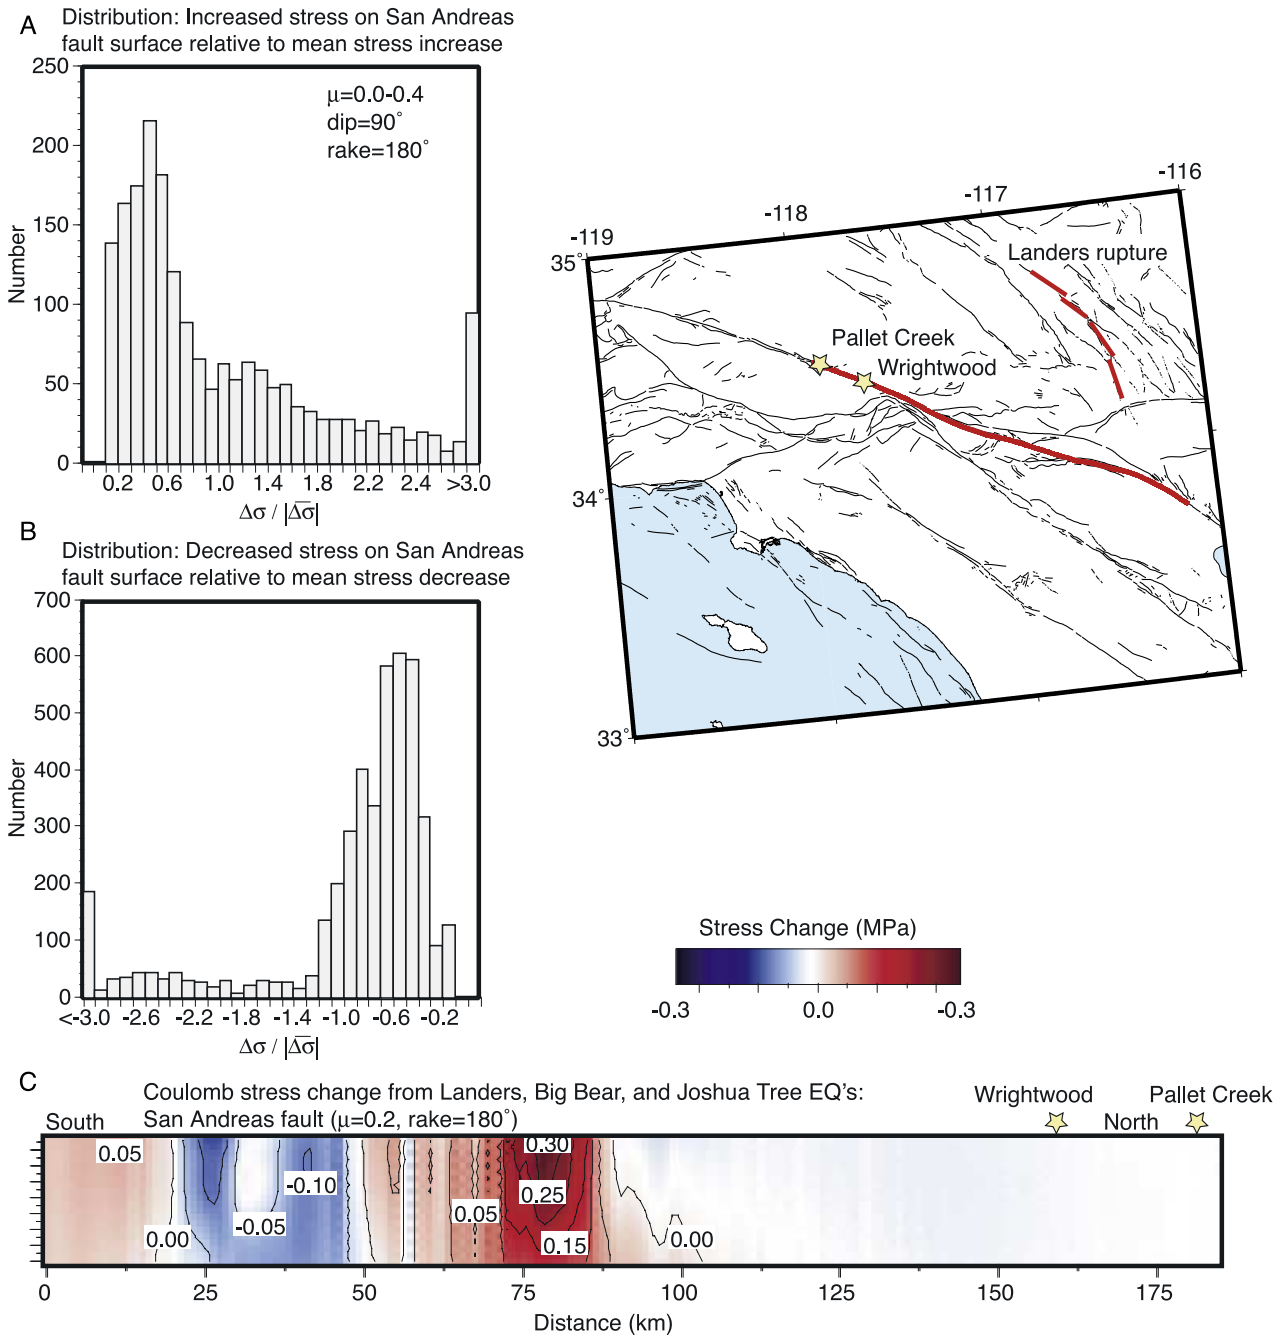 A
Distribution: Increased stress on San Andreas
fault surface relative to mean stress increase
250
200
150
100
50
0
Number
μ=0.0-0.4
dip=90°
rake=180°
0.2 0.6 1.0 1.4 1.8 2.2 2.4 >3.0
Δσ / |Δσ̅|
B
Distribution: Decreased stress on San Andreas
fault surface relative to mean stress decrease
700
600
500
400
300
200
100
0
Number
<-3.0 -2.6 -2.2 -1.8 -1.4 -1.0 -0.6 -0.2
Δσ / |Δσ̅|
-119 -118 -117 -116
35°
34°
33°
Landers rupture
Pallet Creek
Wrightwood
Stress Change (MPa)
-0.3 0.0 -0.3
C
Coulomb stress change from Landers, Big Bear, and Joshua Tree EQ's:
San Andreas fault (μ=0.2, rake=180°)
South
Wrightwood
North
Pallet Creek
0.05
0.00
-0.05
-0.10
0.05
0.30
0.25
0.15
0.00
0 25 50 75 100 125 150 175
Distance (km)